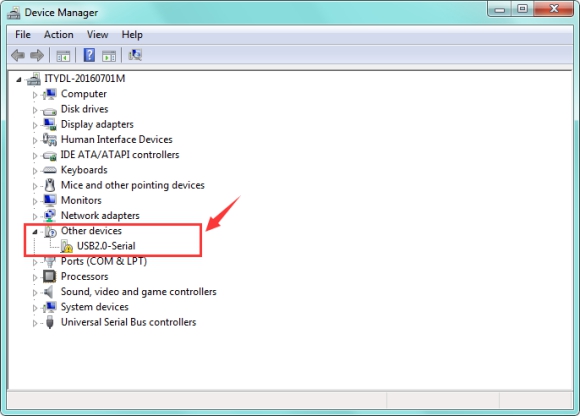 Device Manager
File Action View Help
ITYDL-20160701M
Computer
Disk drives
Display adapters
Human Interface Devices
IDE ATA/ATAPI controllers
Keyboards
Mice and other pointing devices
Monitors
Network adapters
Other devices
USB2.0-Serial
Ports (COM & LPT)
Processors
Sound, video and game controllers
System devices
Universal Serial Bus controllers